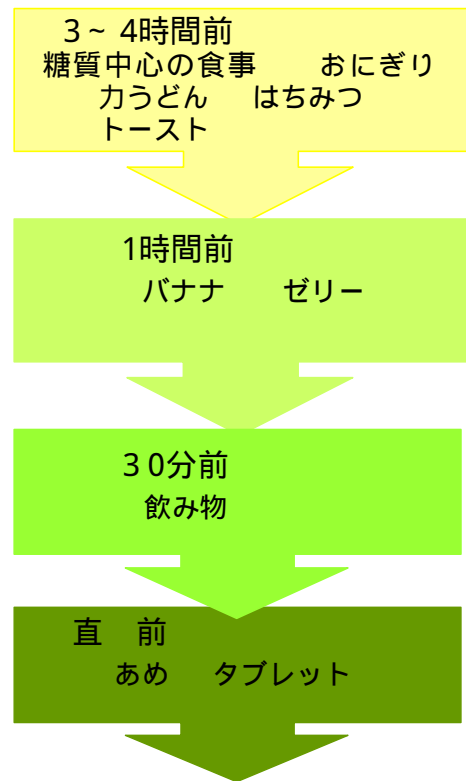 ３～４時間前
糖質中心の食事　　おにぎり
力うどん　はちみつ
トースト
1時間前
バナナ　　ゼリー
３０分前
飲み物
直　前
あめ　タブレット